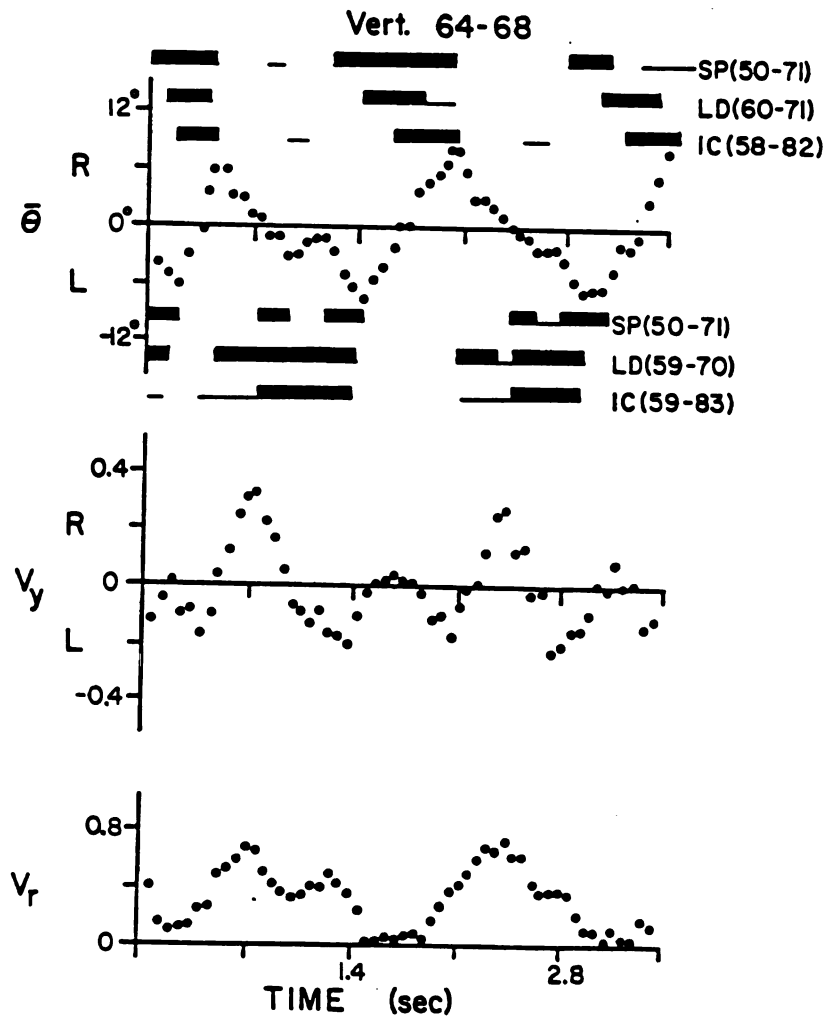 Vert. 64-68
SP(50-71)
12°
LD(60-71)
IC(58-82)
R
θ̄
0°
L
SP(50-71)
-12°
LD(59-70)
IC(59-83)
0.4
R
Vy
0
L
-0.4
0.8
Vr
0
1.4
2.8
TIME (sec)